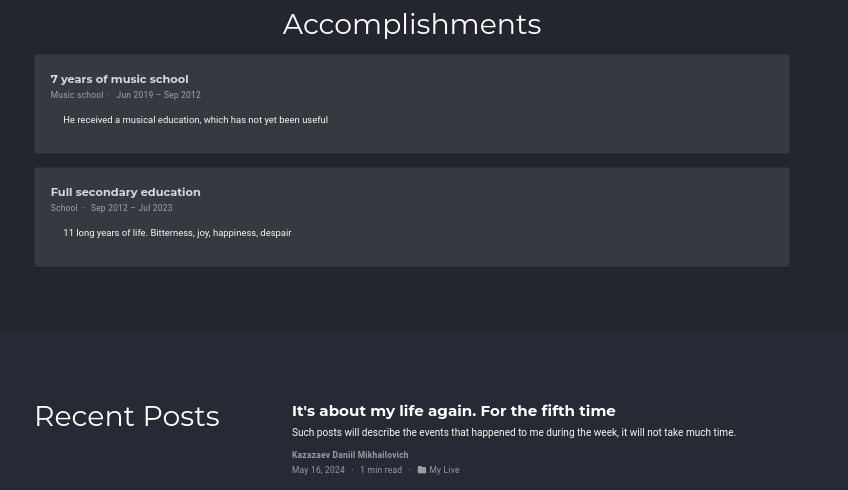 Accomplishments
7 years of music school
Music school · Jun 2019 – Sep 2012
He received a musical education, which has not yet been useful
Full secondary education
School · Sep 2012 – Jul 2023
11 long years of life. Bitterness, joy, happiness, despair
Recent Posts
It's about my life again. For the fifth time
Such posts will describe the events that happened to me during the week, it will not take much time.
Kazazaev Daniil Mikhailovich
May 16, 2024 · 1 min read · My Live